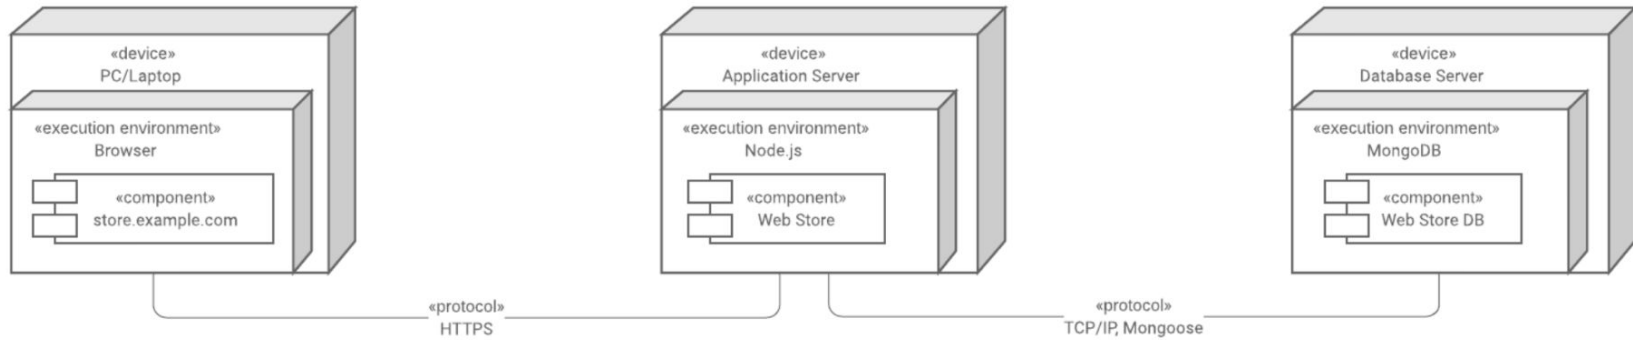 «device»
PC/Laptop
«execution environment»
Browser
«component»
store.example.com
«device»
Application Server
«execution environment»
Node.js
«component»
Web Store
«device»
Database Server
«execution environment»
MongoDB
«component»
Web Store DB
«protocol»
HTTPS
«protocol»
TCP/IP, Mongoose